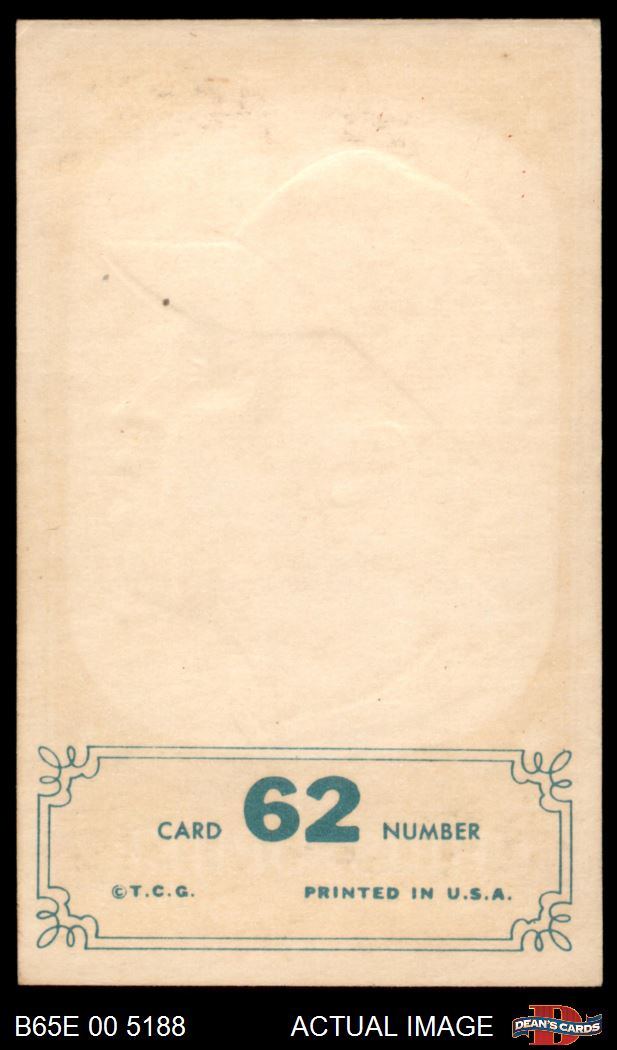 CARD 62 NUMBER
©T.C.G. PRINTED IN U.S.A.
B65E 00 5188 ACTUAL IMAGE DEAN'S CARDS